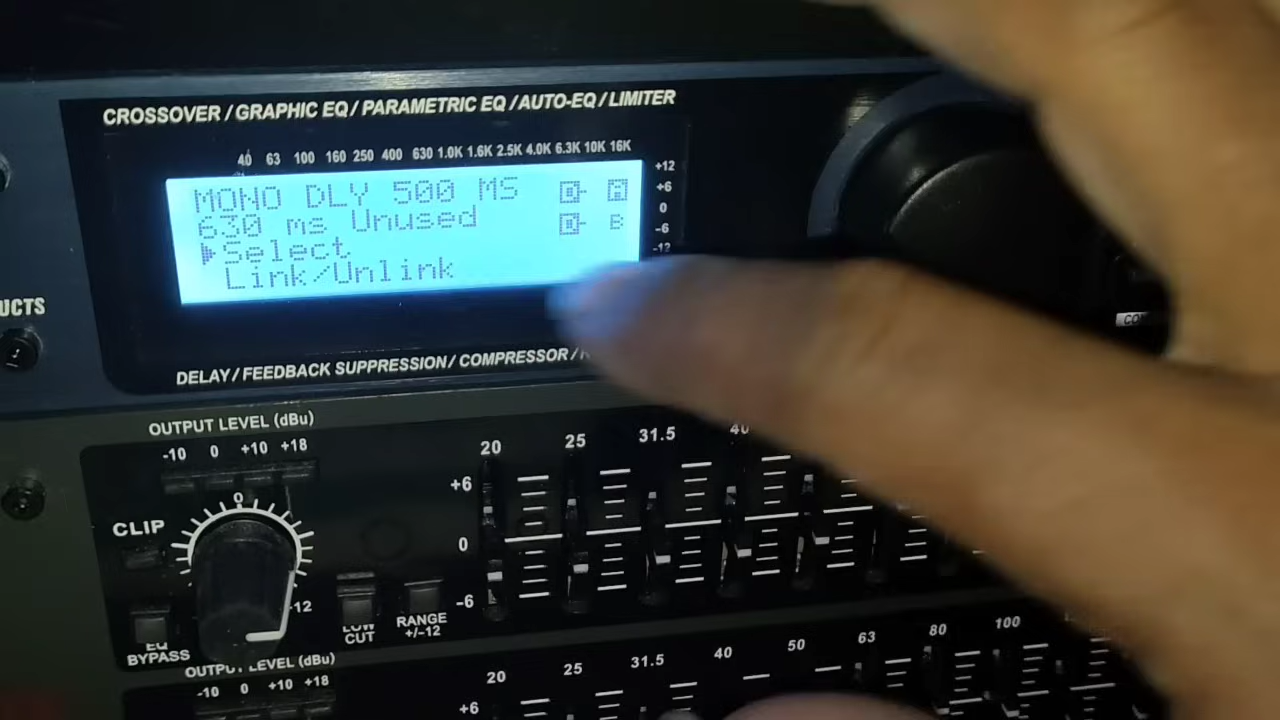 CROSSOVER / GRAPHIC EQ / PARAMETRIC EQ / AUTO-EQ / LIMITER
40 63 100 160 250 400 630 1.0K 1.6K 2.5K 4.0K 6.3K 10K 16K
+12
+6
0
-6
-12
MONO DLY 500 MS D A
630 ms Unused D B
Select
Link/Unlink
UCTS
DELAY / FEEDBACK SUPPRESSION / COMPRESSOR /
OUTPUT LEVEL (dBu)
-10 0 +10 +18
0
CLIP
-12
LOW CUT
RANGE +/-12
EQ BYPASS
20 25 31.5 40
+6
0
-6
OUTPUT LEVEL (dBu)
-10 0 +10 +18
20 25 31.5 40 50 63 80 100
+6